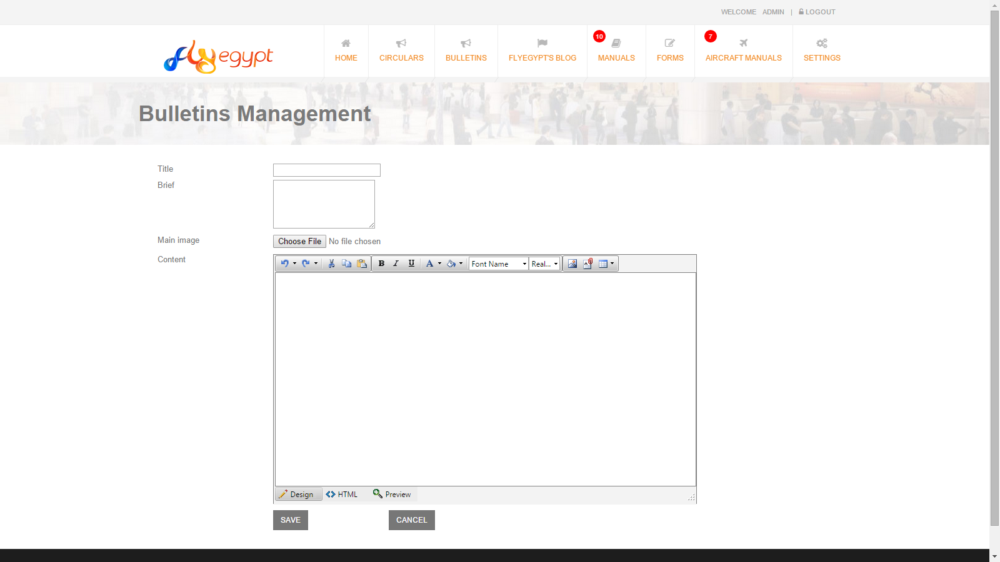 WELCOME ADMIN | LOGOUT
flyegypt
HOME
CIRCULARS
BULLETINS
FLYEGYPT'S BLOG
10
MANUALS
FORMS
7
AIRCRAFT MANUALS
SETTINGS
Bulletins Management
Title
Brief
Main image
Choose File No file chosen
Content
B I U A Font Name Real...
Design HTML Preview
SAVE
CANCEL